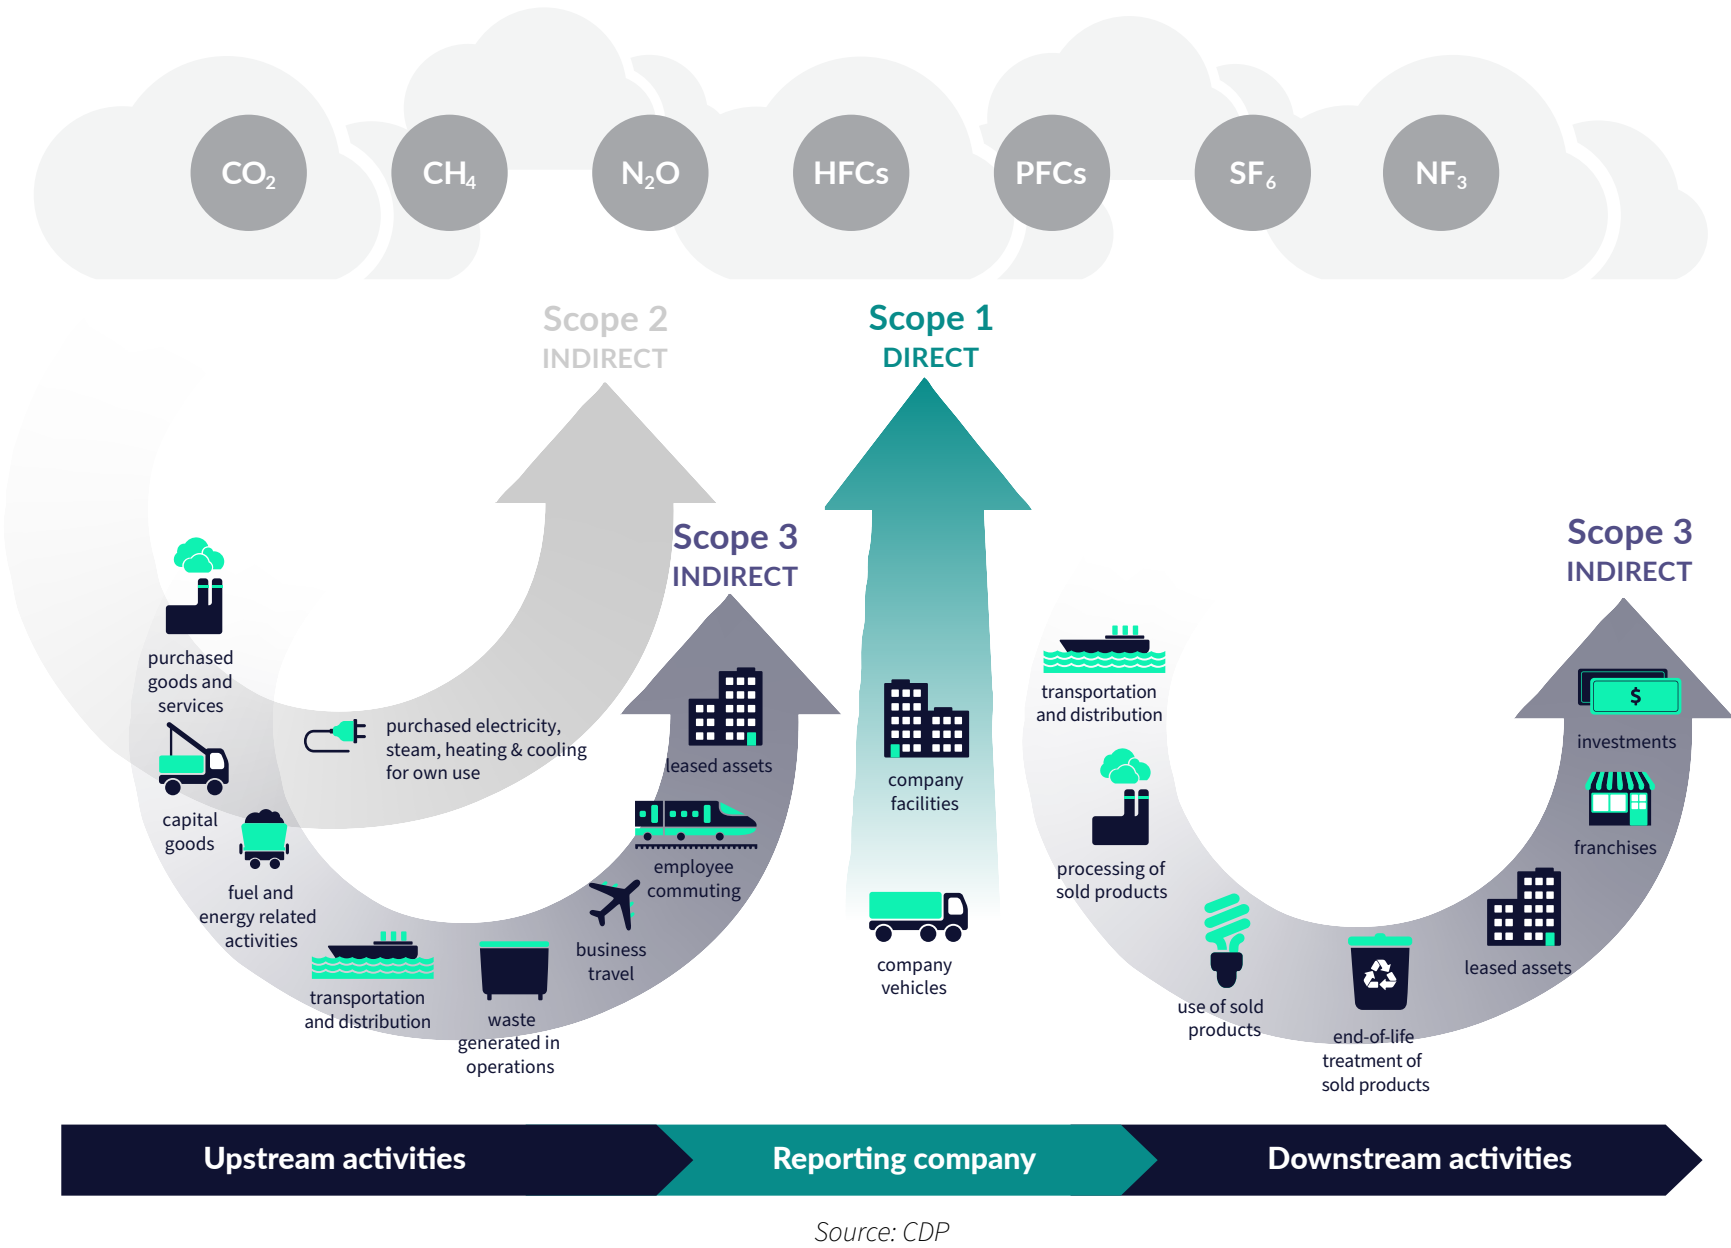 CO₂
CH₄
N₂O
HFCs
PFCs
SF₆
NF₃
Scope 2
INDIRECT
Scope 1
DIRECT
Scope 3
INDIRECT
Scope 3
INDIRECT
purchased
goods and
services
capital
goods
fuel and
energy related
activities
purchased electricity,
steam, heating & cooling
for own use
transportation
and distribution
waste
generated in
operations
business
travel
employee
commuting
leased assets
company
facilities
company
vehicles
transportation
and distribution
processing of
sold products
use of sold
products
end-of-life
treatment of
sold products
leased assets
franchises
$
investments
Upstream activities
Reporting company
Downstream activities
Source: CDP